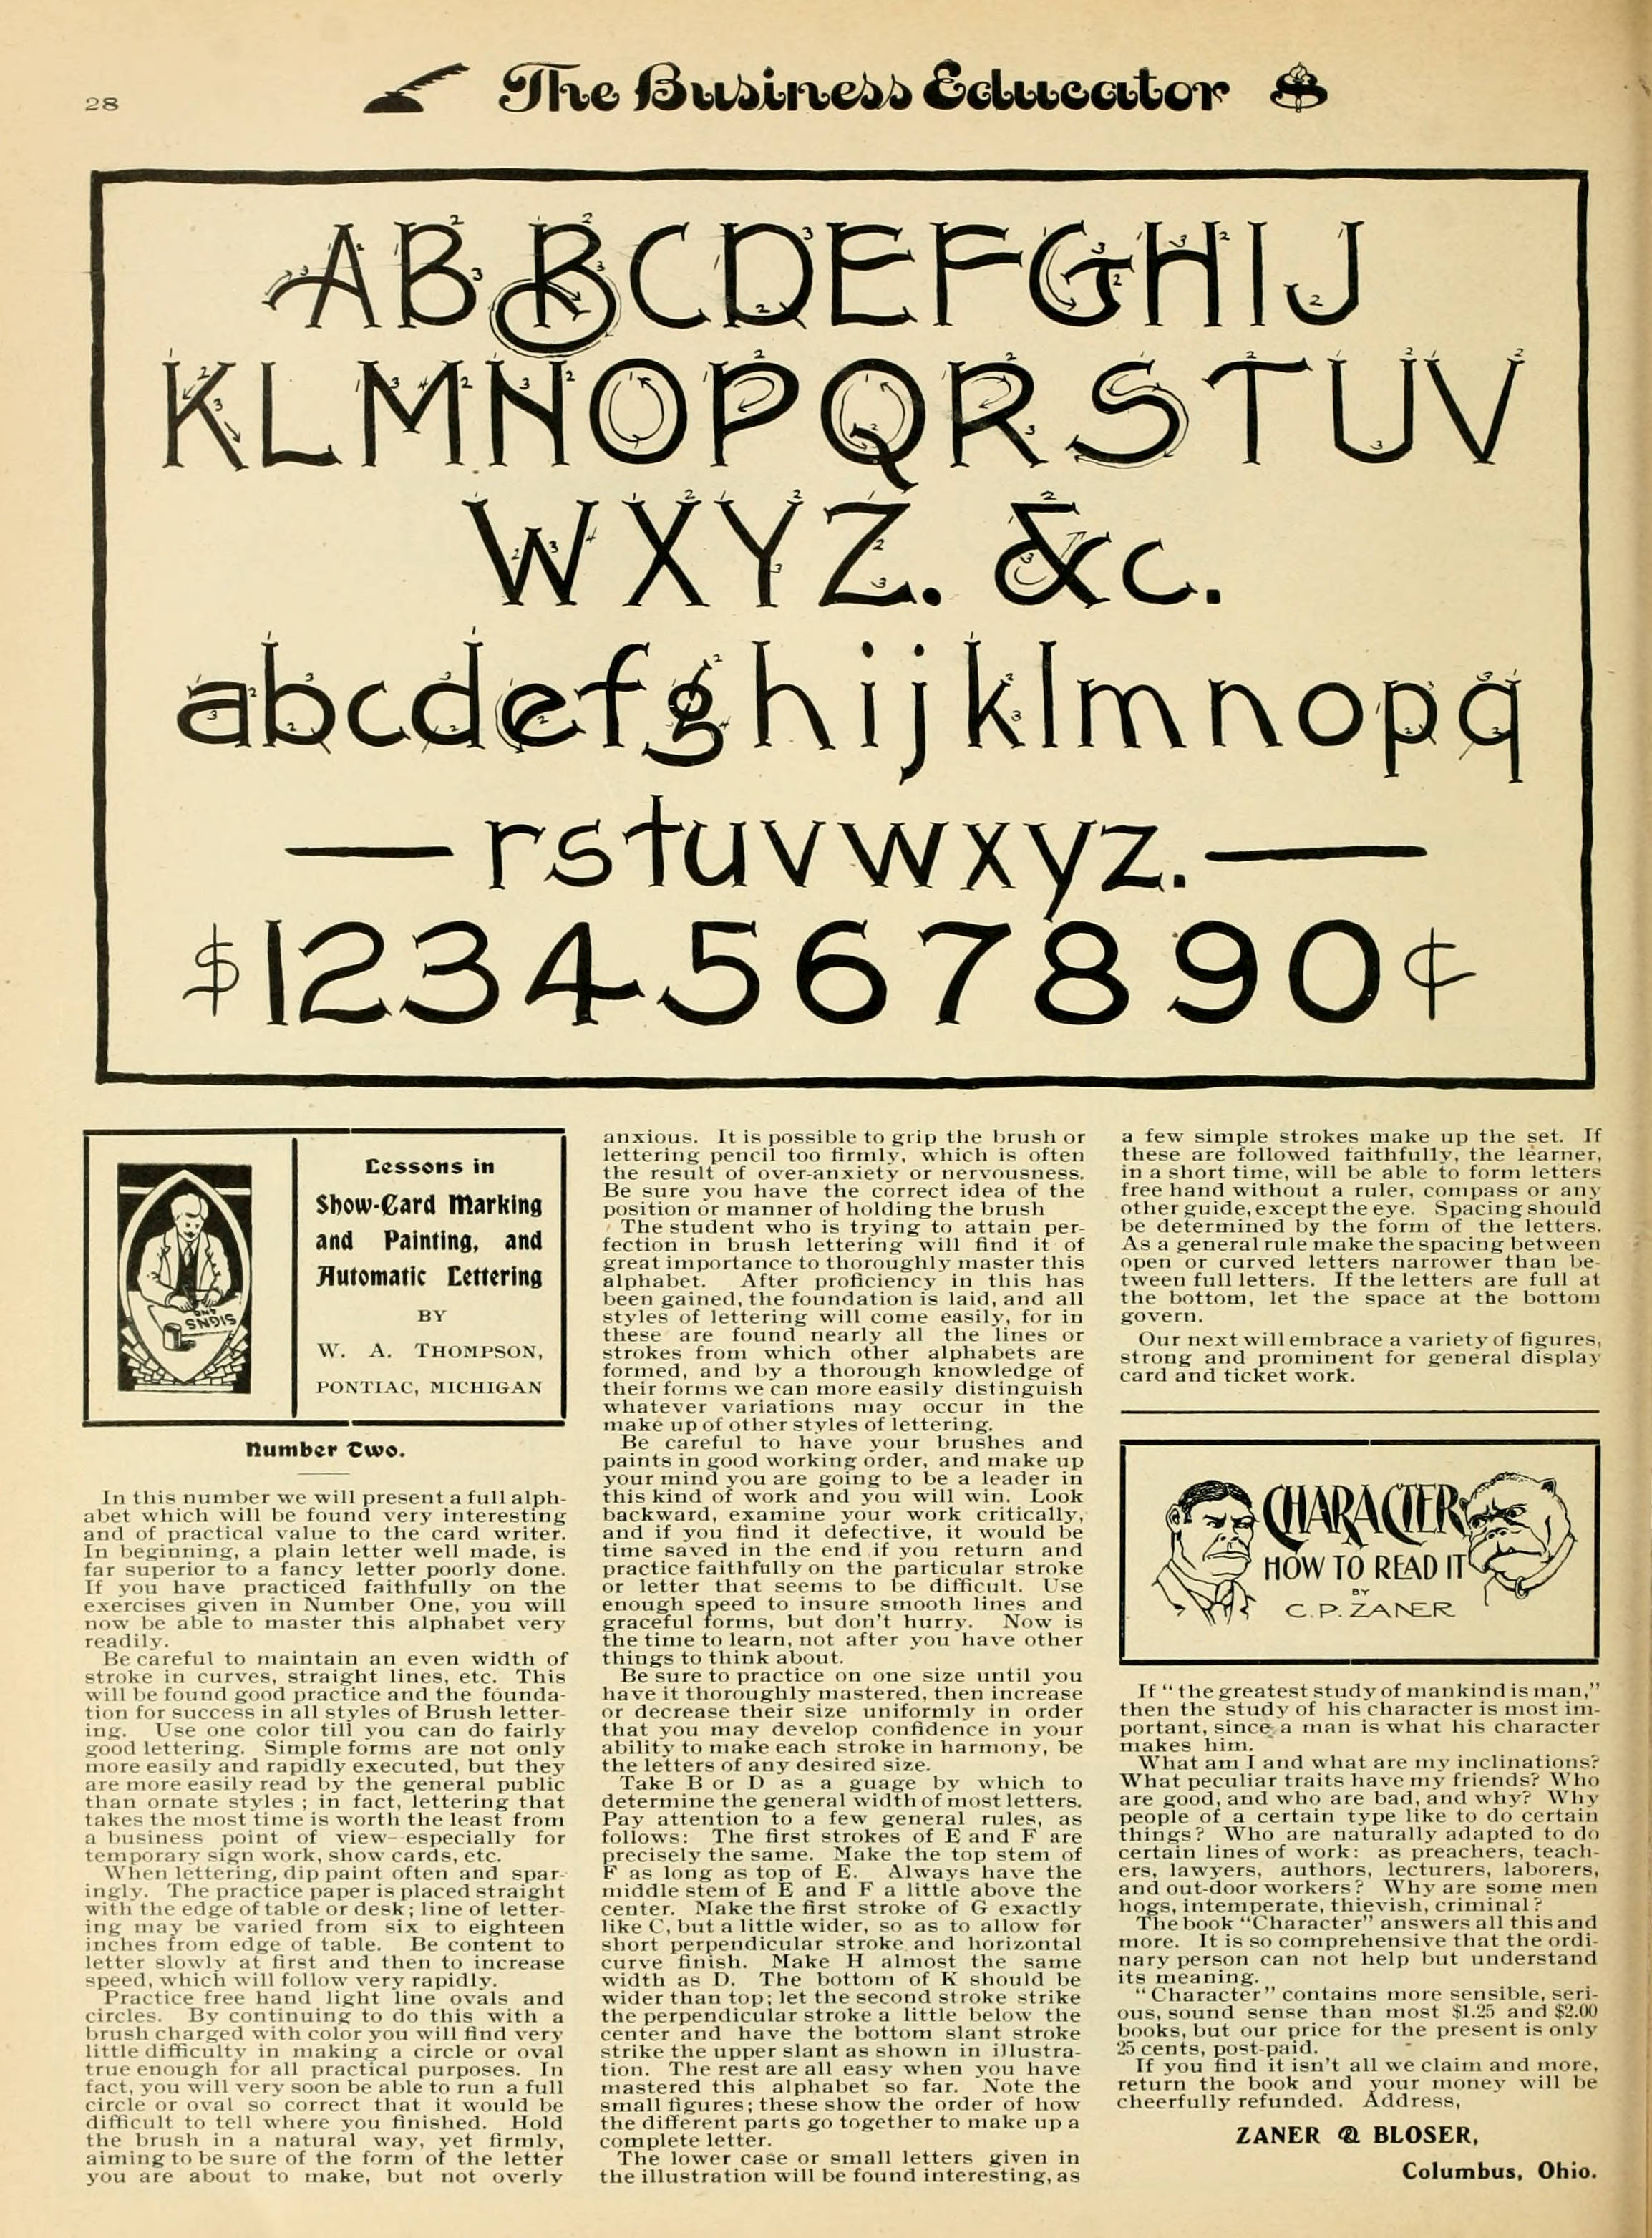 28
The Business Educator
ABBCDEFGHIJ
KLMNOPQRSTUV
WXYZ. &c.
abcdefghijklmnopq
— rstuvwxyz. —
$1234567890¢
SIGNS
Lessons in
Show-Card Marking
and Painting, and
Automatic Lettering
BY
W. A. THOMPSON,
PONTIAC, MICHIGAN
Number Two.
In this number we will present a full alph-
abet which will be found very interesting
and of practical value to the card writer.
In beginning, a plain letter well made, is
far superior to a fancy letter poorly done.
If you have practiced faithfully on the
exercises given in Number One, you will
now be able to master this alphabet very
readily.
Be careful to maintain an even width of
stroke in curves, straight lines, etc. This
will be found good practice and the founda-
tion for success in all styles of Brush letter-
ing. Use one color till you can do fairly
good lettering. Simple forms are not only
more easily and rapidly executed, but they
are more easily read by the general public
than ornate styles ; in fact, lettering that
takes the most time is worth the least from
a business point of view—especially for
temporary sign work, show cards, etc.
When lettering, dip paint often and spar-
ingly. The practice paper is placed straight
with the edge of table or desk; line of letter-
ing may be varied from six to eighteen
inches from edge of table. Be content to
letter slowly at first and then to increase
speed, which will follow very rapidly.
Practice free hand light line ovals and
circles. By continuing to do this with a
brush charged with color you will find very
little difficulty in making a circle or oval
true enough for all practical purposes. In
fact, you will very soon be able to run a full
circle or oval so correct that it would be
difficult to tell where you finished. Hold
the brush in a natural way, yet firmly,
aiming to be sure of the form of the letter
you are about to make, but not overly
anxious. It is possible to grip the brush or
lettering pencil too firmly, which is often
the result of over-anxiety or nervousness.
Be sure you have the correct idea of the
position or manner of holding the brush
The student who is trying to attain per-
fection in brush lettering will find it of
great importance to thoroughly master this
alphabet. After proficiency in this has
been gained, the foundation is laid, and all
styles of lettering will come easily, for in
these are found nearly all the lines or
strokes from which other alphabets are
formed, and by a thorough knowledge of
their forms we can more easily distinguish
whatever variations may occur in the
make up of other styles of lettering.
Be careful to have your brushes and
paints in good working order, and make up
your mind you are going to be a leader in
this kind of work and you will win. Look
backward, examine your work critically,
and if you find it defective, it would be
time saved in the end if you return and
practice faithfully on the particular stroke
or letter that seems to be difficult. Use
enough speed to insure smooth lines and
graceful forms, but don't hurry. Now is
the time to learn, not after you have other
things to think about.
Be sure to practice on one size until you
have it thoroughly mastered, then increase
or decrease their size uniformly in order
that you may develop confidence in your
ability to make each stroke in harmony, be
the letters of any desired size.
Take B or D as a guage by which to
determine the general width of most letters.
Pay attention to a few general rules, as
follows: The first strokes of E and F are
precisely the same. Make the top stem of
F as long as top of E. Always have the
middle stem of E and F a little above the
center. Make the first stroke of G exactly
like C, but a little wider, so as to allow for
short perpendicular stroke and horizontal
curve finish. Make H almost the same
width as D. The bottom of K should be
wider than top; let the second stroke strike
the perpendicular stroke a little below the
center and have the bottom slant stroke
strike the upper slant as shown in illustra-
tion. The rest are all easy when you have
mastered this alphabet so far. Note the
small figures; these show the order of how
the different parts go together to make up a
complete letter.
The lower case or small letters given in
the illustration will be found interesting, as
a few simple strokes make up the set. If
these are followed faithfully, the learner,
in a short time, will be able to form letters
free hand without a ruler, compass or any
other guide, except the eye. Spacing should
be determined by the form of the letters.
As a general rule make the spacing between
open or curved letters narrower than be-
tween full letters. If the letters are full at
the bottom, let the space at the bottom
govern.
Our next will embrace a variety of figures,
strong and prominent for general display
card and ticket work.
CHARACTER
HOW TO READ IT
BY
C. P. ZANER
If “ the greatest study of mankind is man,”
then the study of his character is most im-
portant, since a man is what his character
makes him.
What am I and what are my inclinations?
What peculiar traits have my friends? Who
are good, and who are bad, and why? Why
people of a certain type like to do certain
things? Who are naturally adapted to do
certain lines of work: as preachers, teach-
ers, lawyers, authors, lecturers, laborers,
and out-door workers? Why are some men
hogs, intemperate, thievish, criminal?
The book “Character” answers all this and
more. It is so comprehensive that the ordi-
nary person can not help but understand
its meaning.
“ Character” contains more sensible, seri-
ous, sound sense than most $1.25 and $2.00
books, but our price for the present is only
25 cents, post-paid.
If you find it isn't all we claim and more,
return the book and your money will be
cheerfully refunded. Address,
ZANER & BLOSER,
Columbus, Ohio.